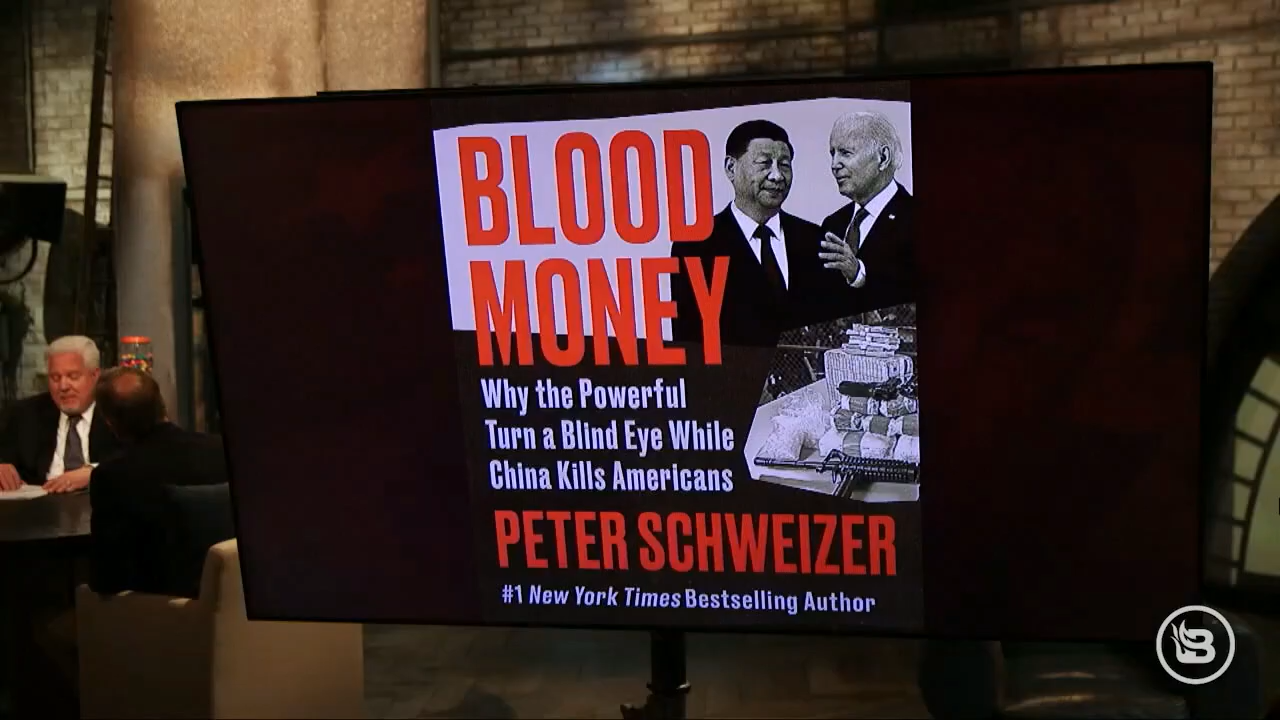 BLOOD
MONEY
Why the Powerful
Turn a Blind Eye While
China Kills Americans
PETER SCHWEIZER
#1 New York Times Bestselling Author
B